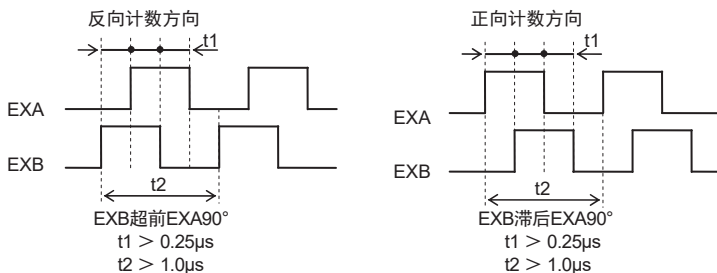 反向计数方向
t1
EXA
EXB
t2
EXB超前EXA90°
t1 > 0.25μs
t2 > 1.0μs
正向计数方向
t1
EXA
EXB
t2
EXB滞后EXA90°
t1 > 0.25μs
t2 > 1.0μs